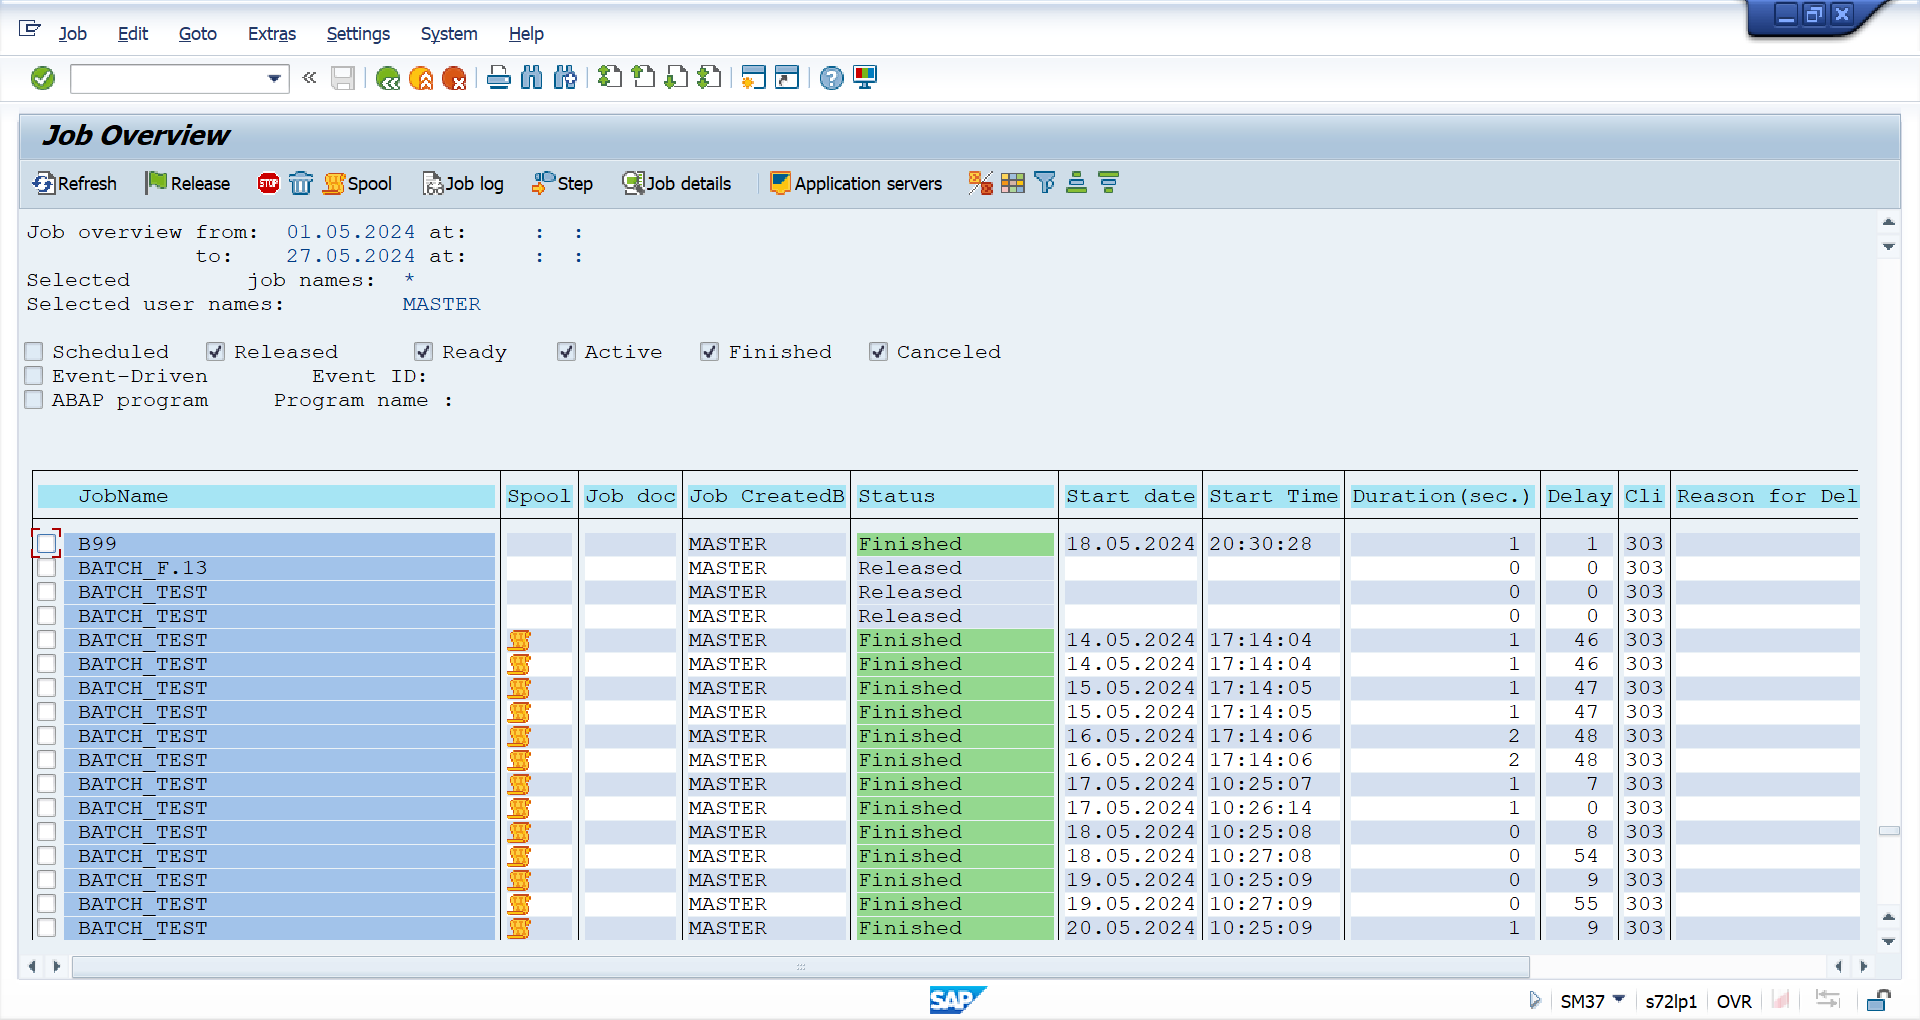 Job Edit Goto Extras Settings System Help
Job Overview
Refresh Release STOP Spool Job log Step Job details Application servers
Job overview from: 01.05.2024 at: : :
to: 27.05.2024 at: : :
Selected job names: *
Selected user names: MASTER
Scheduled Released Ready Active Finished Canceled
Event-Driven Event ID:
ABAP program Program name :
JobName Spool Job doc Job CreatedB Status Start date Start Time Duration(sec.) Delay Cli Reason for Del
B99 MASTER Finished 18.05.2024 20:30:28 1 1 303
BATCH_F.13 MASTER Released 0 0 303
BATCH_TEST MASTER Released 0 0 303
BATCH_TEST MASTER Released 0 0 303
BATCH_TEST MASTER Finished 14.05.2024 17:14:04 1 46 303
BATCH_TEST MASTER Finished 14.05.2024 17:14:04 1 46 303
BATCH_TEST MASTER Finished 15.05.2024 17:14:05 1 47 303
BATCH_TEST MASTER Finished 15.05.2024 17:14:05 1 47 303
BATCH_TEST MASTER Finished 16.05.2024 17:14:06 2 48 303
BATCH_TEST MASTER Finished 16.05.2024 17:14:06 2 48 303
BATCH_TEST MASTER Finished 17.05.2024 10:25:07 1 7 303
BATCH_TEST MASTER Finished 17.05.2024 10:26:14 1 0 303
BATCH_TEST MASTER Finished 18.05.2024 10:25:08 0 8 303
BATCH_TEST MASTER Finished 18.05.2024 10:27:08 0 54 303
BATCH_TEST MASTER Finished 19.05.2024 10:25:09 0 9 303
BATCH_TEST MASTER Finished 19.05.2024 10:27:09 0 55 303
BATCH_TEST MASTER Finished 20.05.2024 10:25:09 1 9 303
SAP SM37 s72lp1 OVR